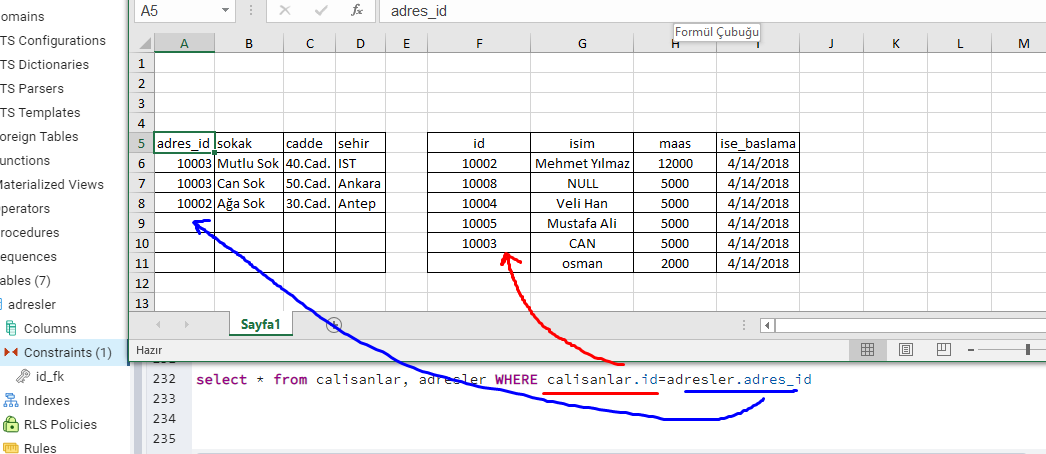 omains
TS Configurations
TS Dictionaries
TS Parsers
TS Templates
oreign Tables
unctions
aterialized Views
perators
rocedures
equences
ables (7)
adresler
Columns
Constraints (1)
id_fk
Indexes
RLS Policies
Rules
A5 fx adres_id
Formül Çubuğu
A B C D E F G H I J K L M
1
2
3
4
5 adres_id sokak cadde sehir id isim maas ise_baslama
6 10003 Mutlu Sok 40.Cad. IST 10002 Mehmet Yılmaz 12000 4/14/2018
7 10003 Can Sok 50.Cad. Ankara 10008 NULL 5000 4/14/2018
8 10002 Ağa Sok 30.Cad. Antep 10004 Veli Han 5000 4/14/2018
9 10005 Mustafa Ali 5000 4/14/2018
10 10003 CAN 5000 4/14/2018
11 osman 2000 4/14/2018
12
13
Sayfa1
Hazır
232 select * from calisanlar, adresler WHERE calisanlar.id=adresler.adres_id
233
234
235